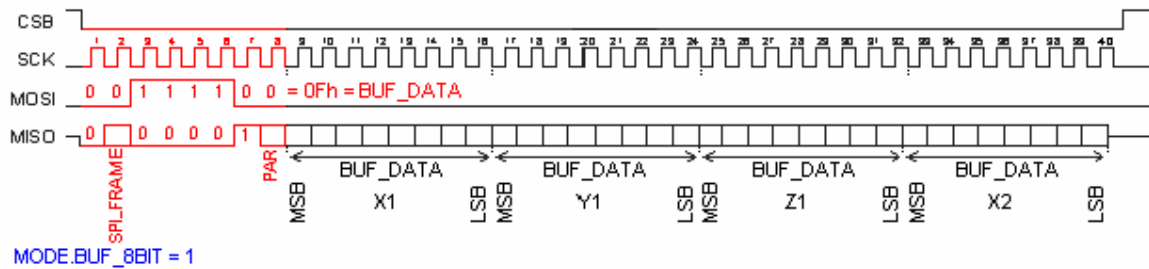 CSB
SCK 1 2 3 4 5 6 7 8 9 10 11 12 13 14 15 16 17 18 19 20 21 22 23 24 25 26 27 28 29 30 31 32 33 34 35 36 37 38 39 40
MOSI 0 0 1 1 1 1 0 0 = 0Fh = BUF_DATA
MISO 0 0 0 0 0 1
SPI_FRAME
PAR
BUF_DATA BUF_DATA BUF_DATA BUF_DATA
MSB X1 LSB MSB Y1 LSB MSB Z1 LSB MSB X2 LSB
MODE.BUF_8BIT = 1